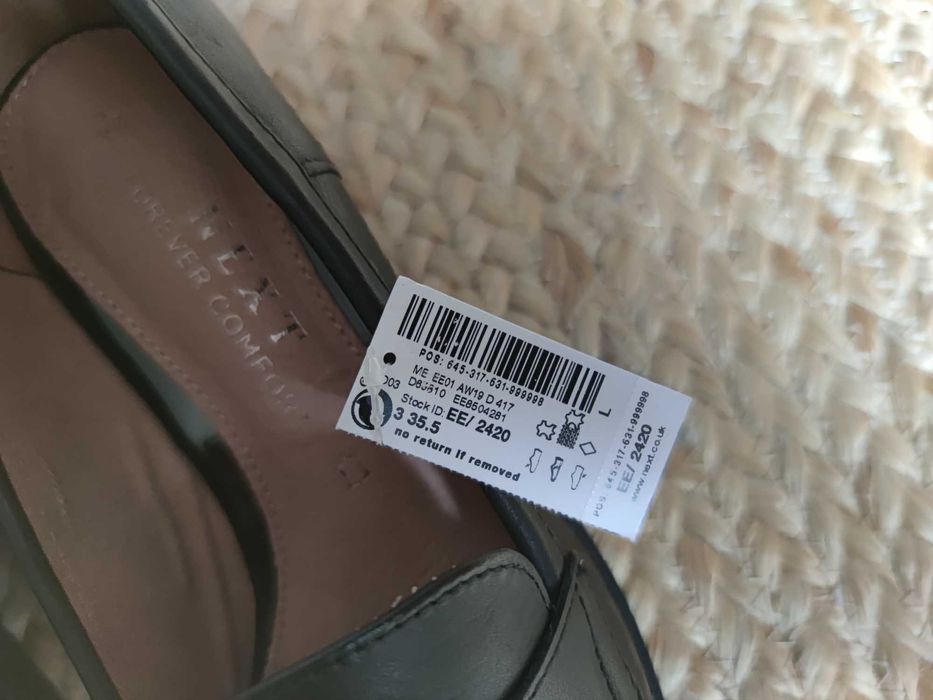 NEXT
FOREVER COMFORT
POS: 645-317-631-999998
ME EE01 AW19 D 417
EE8504281
Stock ID: EE/ 2420
3 35.5
no return if removed
L
POS: 645-317-631-999998
EE/ 2420
www.next.co.uk